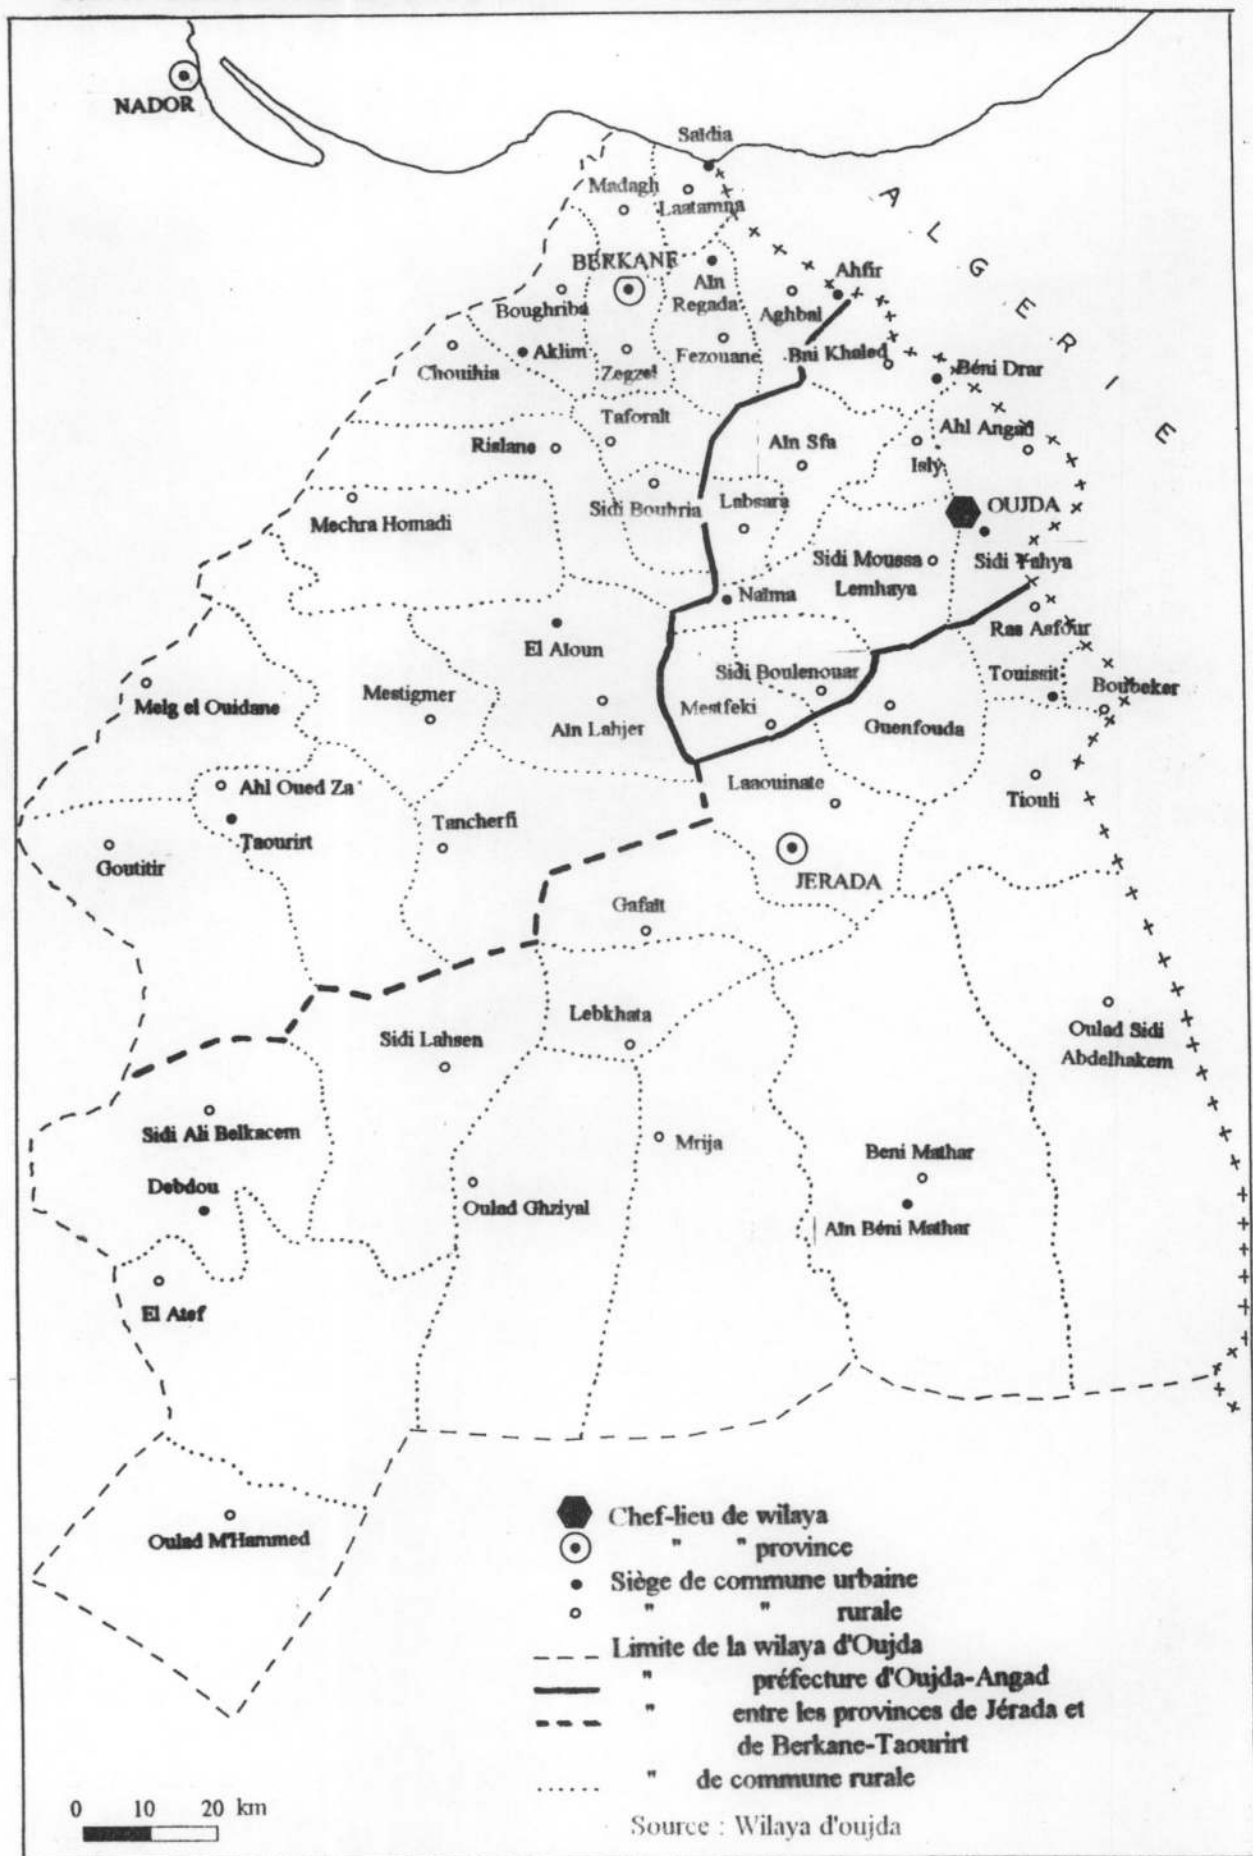 NADOR
Saïdia
Madagh
Laatamna
ALGERIE
BERKANE
Aïn
Regada
Ahfir
Boughriba
Aghbal
Aklim
Fezouane
Bni Khaled
Chouihia
Zegzel
Béni Drar
Taforalt
Ahl Angad
Rislane
Aïn Sfa
Isly
Sidi Bouhria
Labsara
OUJDA
Mechra Homadi
Sidi Moussa
Lemhaya
Sidi Yahya
Naïma
Ras Asfour
El Aïoun
Sidi Boulenouar
Touissit
Boubeker
Melg el Ouidane
Mestigmer
Mestfeki
Aïn Lahjer
Guenfouda
Ahl Oued Za
Laaouinate
Tiouli
Taourirt
Tancherfi
Goutitir
JERADA
Gafaït
Lebkhata
Oulad Sidi
Abdelhakem
Sidi Lahsen
Sidi Ali Belkacem
Mrija
Beni Mathar
Debdou
Oulad Ghziyal
Aïn Béni Mathar
El Atef
Oulad M'Hammed
Chef-lieu de wilaya
" " province
Siège de commune urbaine
" " rurale
Limite de la wilaya d'Oujda
" préfecture d'Oujda-Angad
" entre les provinces de Jérada et
de Berkane-Taourirt
" de commune rurale
0 10 20 km
Source : Wilaya d'oujda